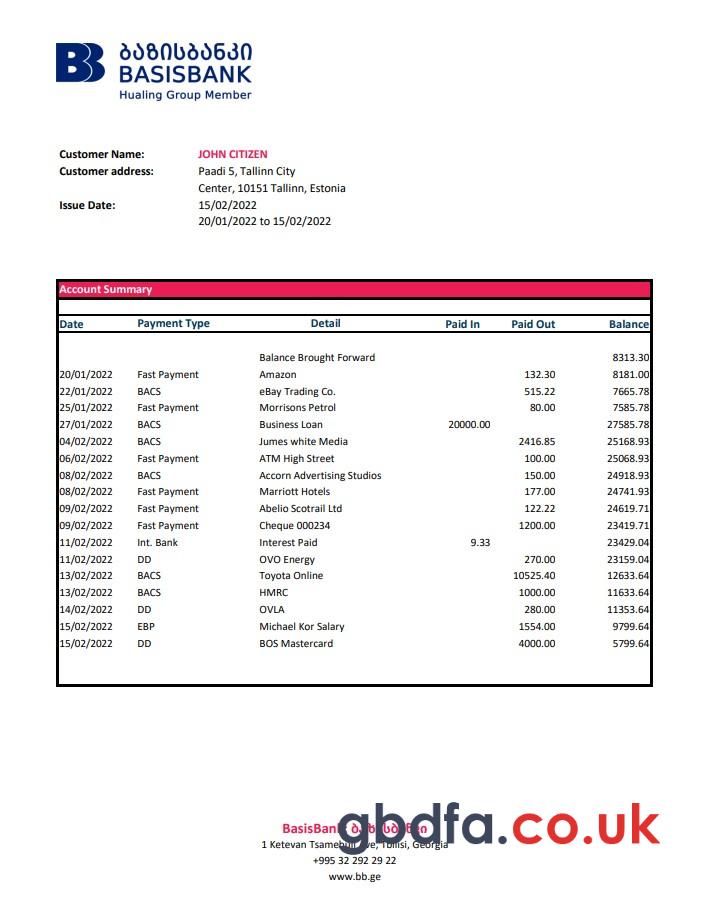 ბაზისბანკი
BASISBANK
Hualing Group Member
Customer Name: JOHN CITIZEN
Customer address: Paadi 5, Tallinn City
Center, 10151 Tallinn, Estonia
Issue Date: 15/02/2022
20/01/2022 to 15/02/2022
Account Summary
Date Payment Type Detail Paid In Paid Out Balance
Balance Brought Forward 8313.30
20/01/2022 Fast Payment Amazon 132.30 8181.00
22/01/2022 BACS eBay Trading Co. 515.22 7665.78
25/01/2022 Fast Payment Morrisons Petrol 80.00 7585.78
27/01/2022 BACS Business Loan 20000.00 27585.78
04/02/2022 BACS Jumes white Media 2416.85 25168.93
06/02/2022 Fast Payment ATM High Street 100.00 25068.93
08/02/2022 BACS Accorn Advertising Studios 150.00 24918.93
08/02/2022 Fast Payment Marriott Hotels 177.00 24741.93
09/02/2022 Fast Payment Abelio Scotrail Ltd 122.22 24619.71
09/02/2022 Fast Payment Cheque 000234 1200.00 23419.71
11/02/2022 Int. Bank Interest Paid 9.33 23429.04
11/02/2022 DD OVO Energy 270.00 23159.04
13/02/2022 BACS Toyota Online 10525.40 12633.64
13/02/2022 BACS HMRC 1000.00 11633.64
14/02/2022 DD OVLA 280.00 11353.64
15/02/2022 EBP Michael Kor Salary 1554.00 9799.64
15/02/2022 DD BOS Mastercard 4000.00 5799.64
gbdfa.co.uk
BasisBank ბაზისბანკი
1 Ketevan Tsamebuli Ave, Tbilisi, Georgia
+995 32 292 29 22
www.bb.ge